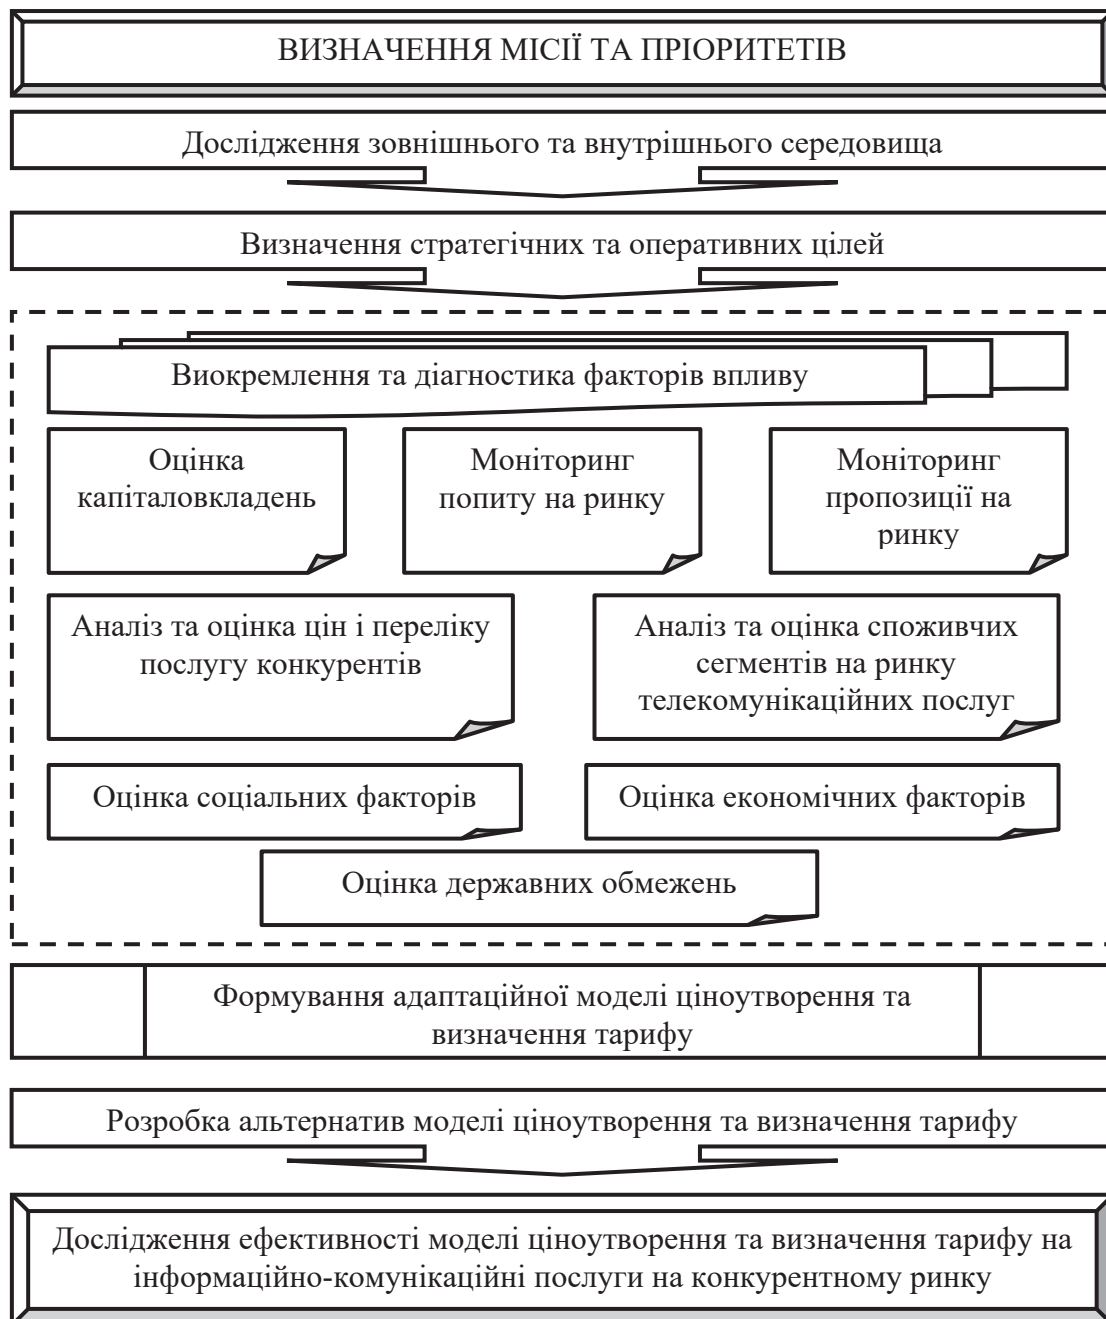 ВИЗНАЧЕННЯ МІСІЇ ТА ПРІОРИТЕТІВ
Дослідження зовнішнього та внутрішнього середовища
Визначення стратегічних та оперативних цілей
Виокремлення та діагностика факторів впливу
Оцінка
капіталовкладень
Моніторинг
попиту на ринку
Моніторинг
пропозиції на
ринку
Аналіз та оцінка цін і переліку
послугу конкурентів
Аналіз та оцінка споживчих
сегментів на ринку
телекомунікаційних послуг
Оцінка соціальних факторів
Оцінка економічних факторів
Оцінка державних обмежень
Формування адаптаційної моделі ціноутворення та
визначення тарифу
Розробка альтернатив моделі ціноутворення та визначення тарифу
Дослідження ефективності моделі ціноутворення та визначення тарифу на
інформаційно-комунікаційні послуги на конкурентному ринку